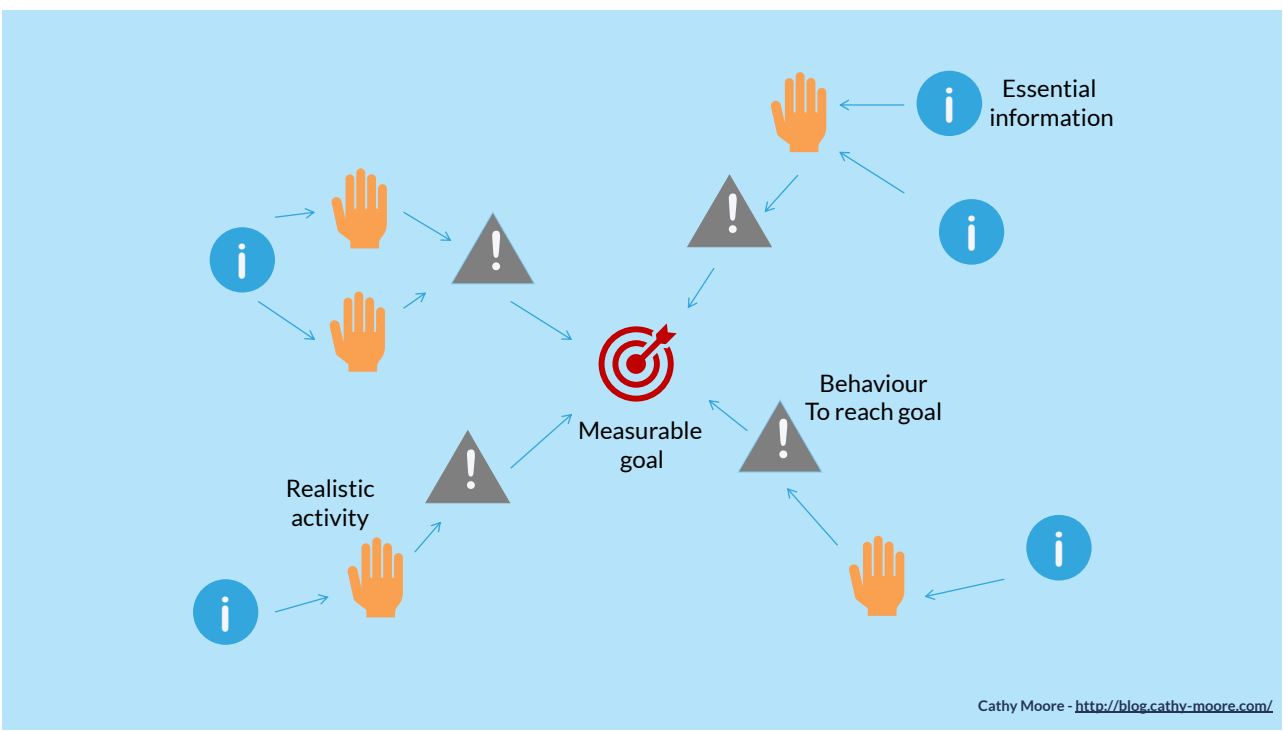 Essential
information
Behaviour
To reach goal
Measurable
goal
Realistic
activity
Cathy Moore - http://blog.cathy-moore.com/